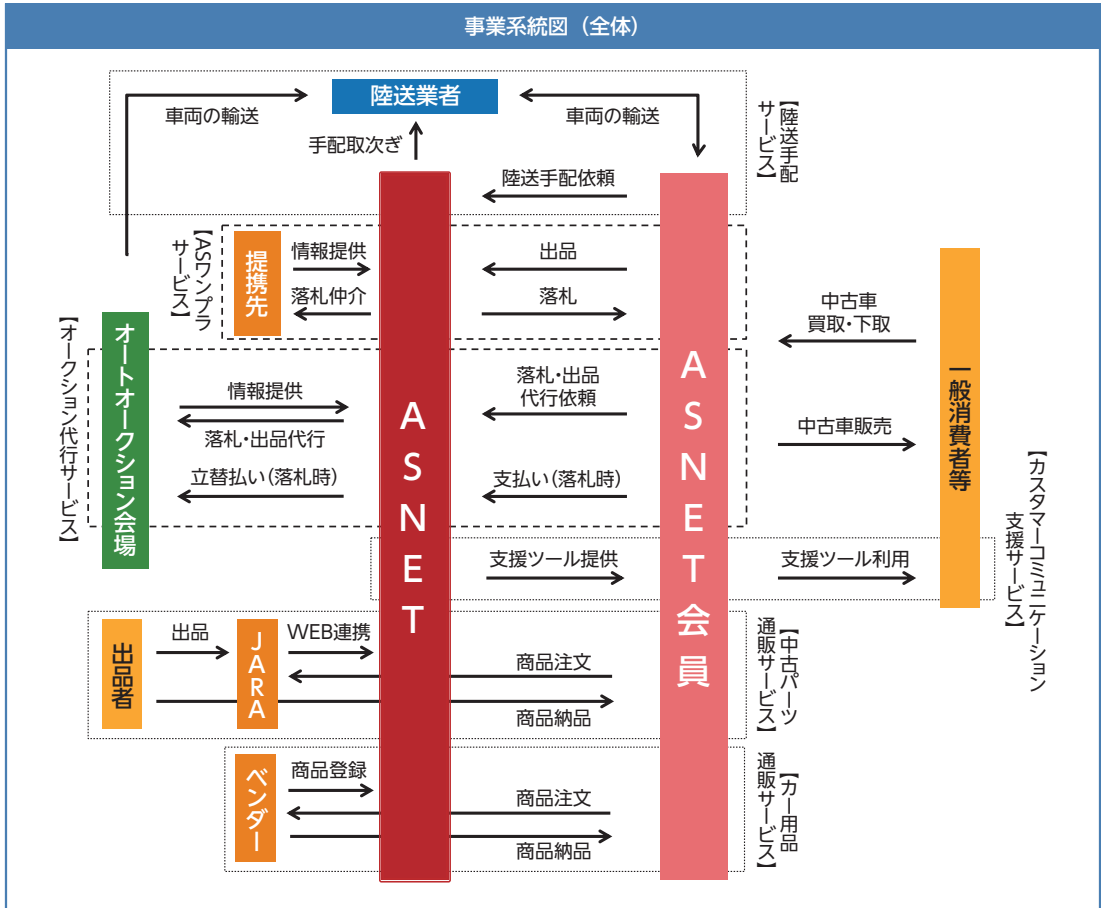 事業系統図（全体）
陸送業者
車両の輸送
車両の輸送
手配取次ぎ
陸送手配依頼
【陸送手配
サービス】
【ASワンプラ
サービス】
提携先
情報提供
落札仲介
出品
落札
【オークション代行サービス】
オートオークション会場
情報提供
落札・出品代行
立替払い（落札時）
落札・出品
代行依頼
支払い（落札時）
ASNET
ASNET会員
中古車
買取・下取
中古車販売
一般消費者等
【カスタマーコミュニケーション
支援サービス】
支援ツール提供
支援ツール利用
出品者
出品
JARA
WEB連携
商品注文
商品納品
【中古パーツ
通販サービス】
ベンダー
商品登録
商品注文
商品納品
【カー用品
通販サービス】